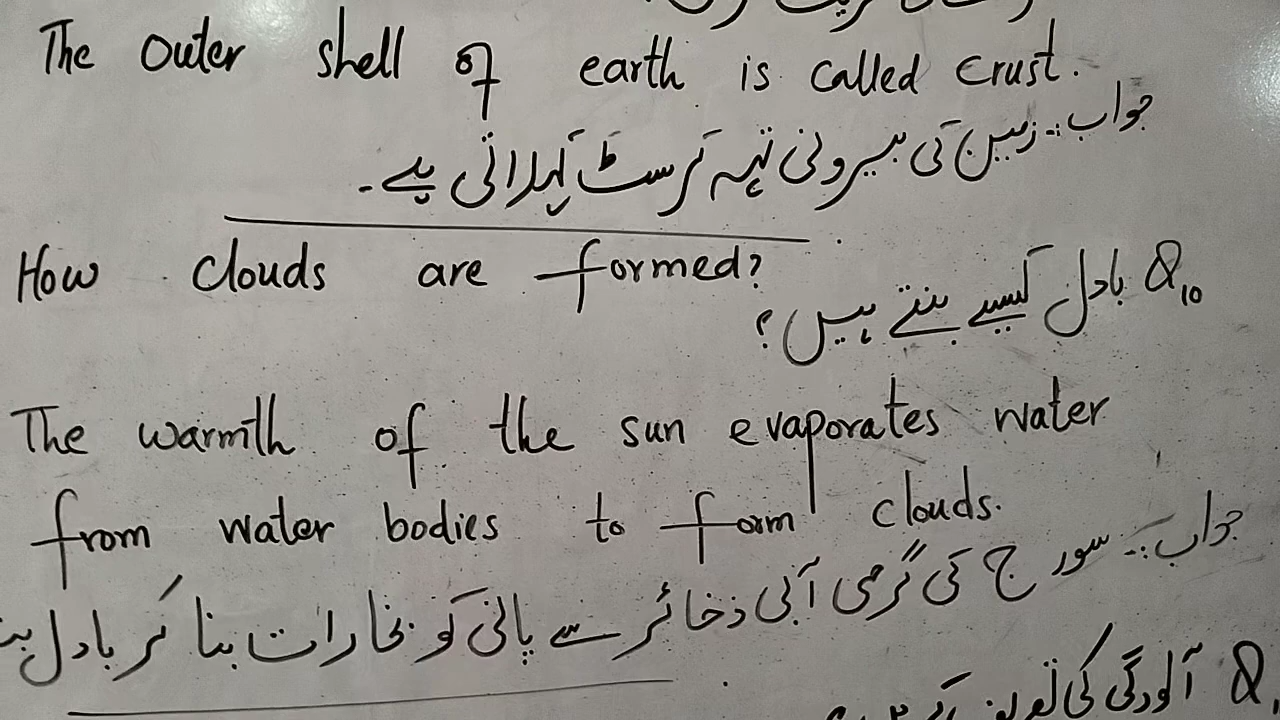 The outer shell of earth is called crust.
جواب:۔ زمین کی بیرونی تہہ کرسٹ کہلاتی ہے۔
How clouds are formed?
Q10 بادل کیسے بنتے ہیں؟
The warmth of the sun evaporates water
from water bodies to form clouds.
جواب:۔ سورج کی گرمی آبی ذخائر سے پانی کو بخارات بنا کر بادل
Q آلودگی کی